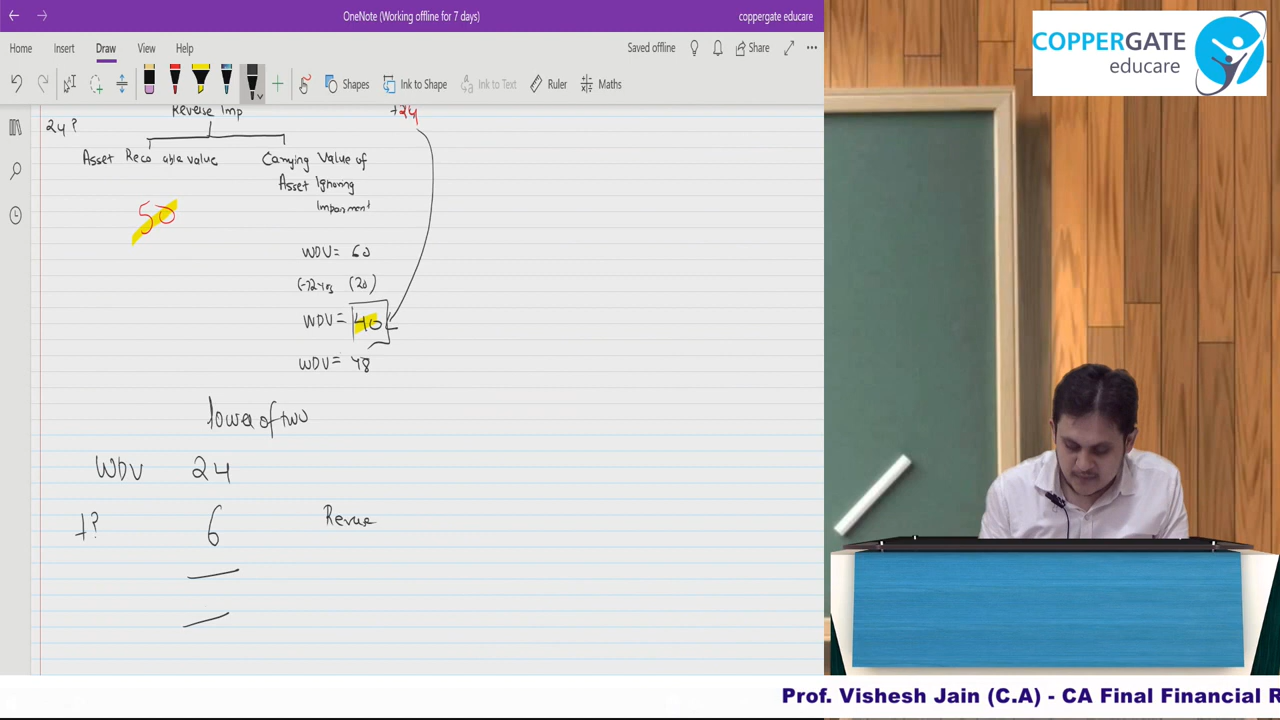 OneNote (Working offline for 7 days)
coppergate educare
Home
Insert
Draw
View
Help
Saved offline
Share
Shapes
Ink to Shape
Ink to Text
Ruler
Maths
COPPERGATE
educare
Reverse Imp
+24
24?
Asset Reco able value
Carrying Value of
Asset Ignoring
Impairment
50
WDV = 60
(-) 2 yrs (20)
WDV = 40
WDV = 48
lower of two
WDV 24
+? 6
Revue
Prof. Vishesh Jain (C.A) - CA Final Financial R